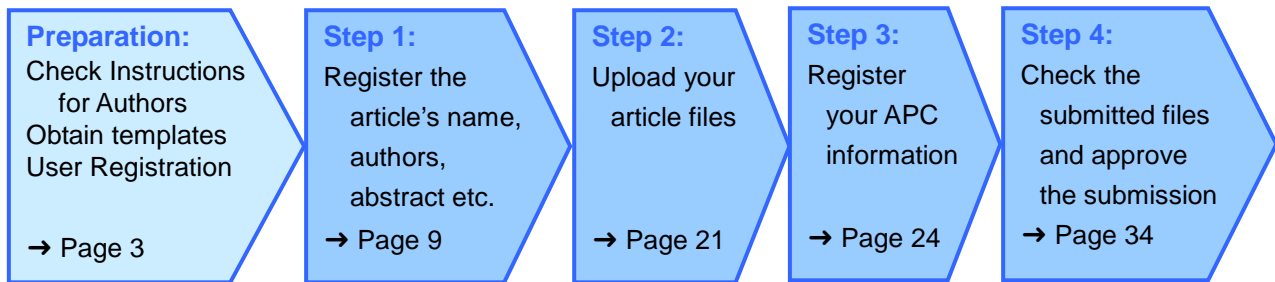 Preparation:
Check Instructions
for Authors
Obtain templates
User Registration
→ Page 3
Step 1:
Register the
article's name,
authors,
abstract etc.
→ Page 9
Step 2:
Upload your
article files
→ Page 21
Step 3:
Register
your APC
information
→ Page 24
Step 4:
Check the
submitted files
and approve
the submission
→ Page 34